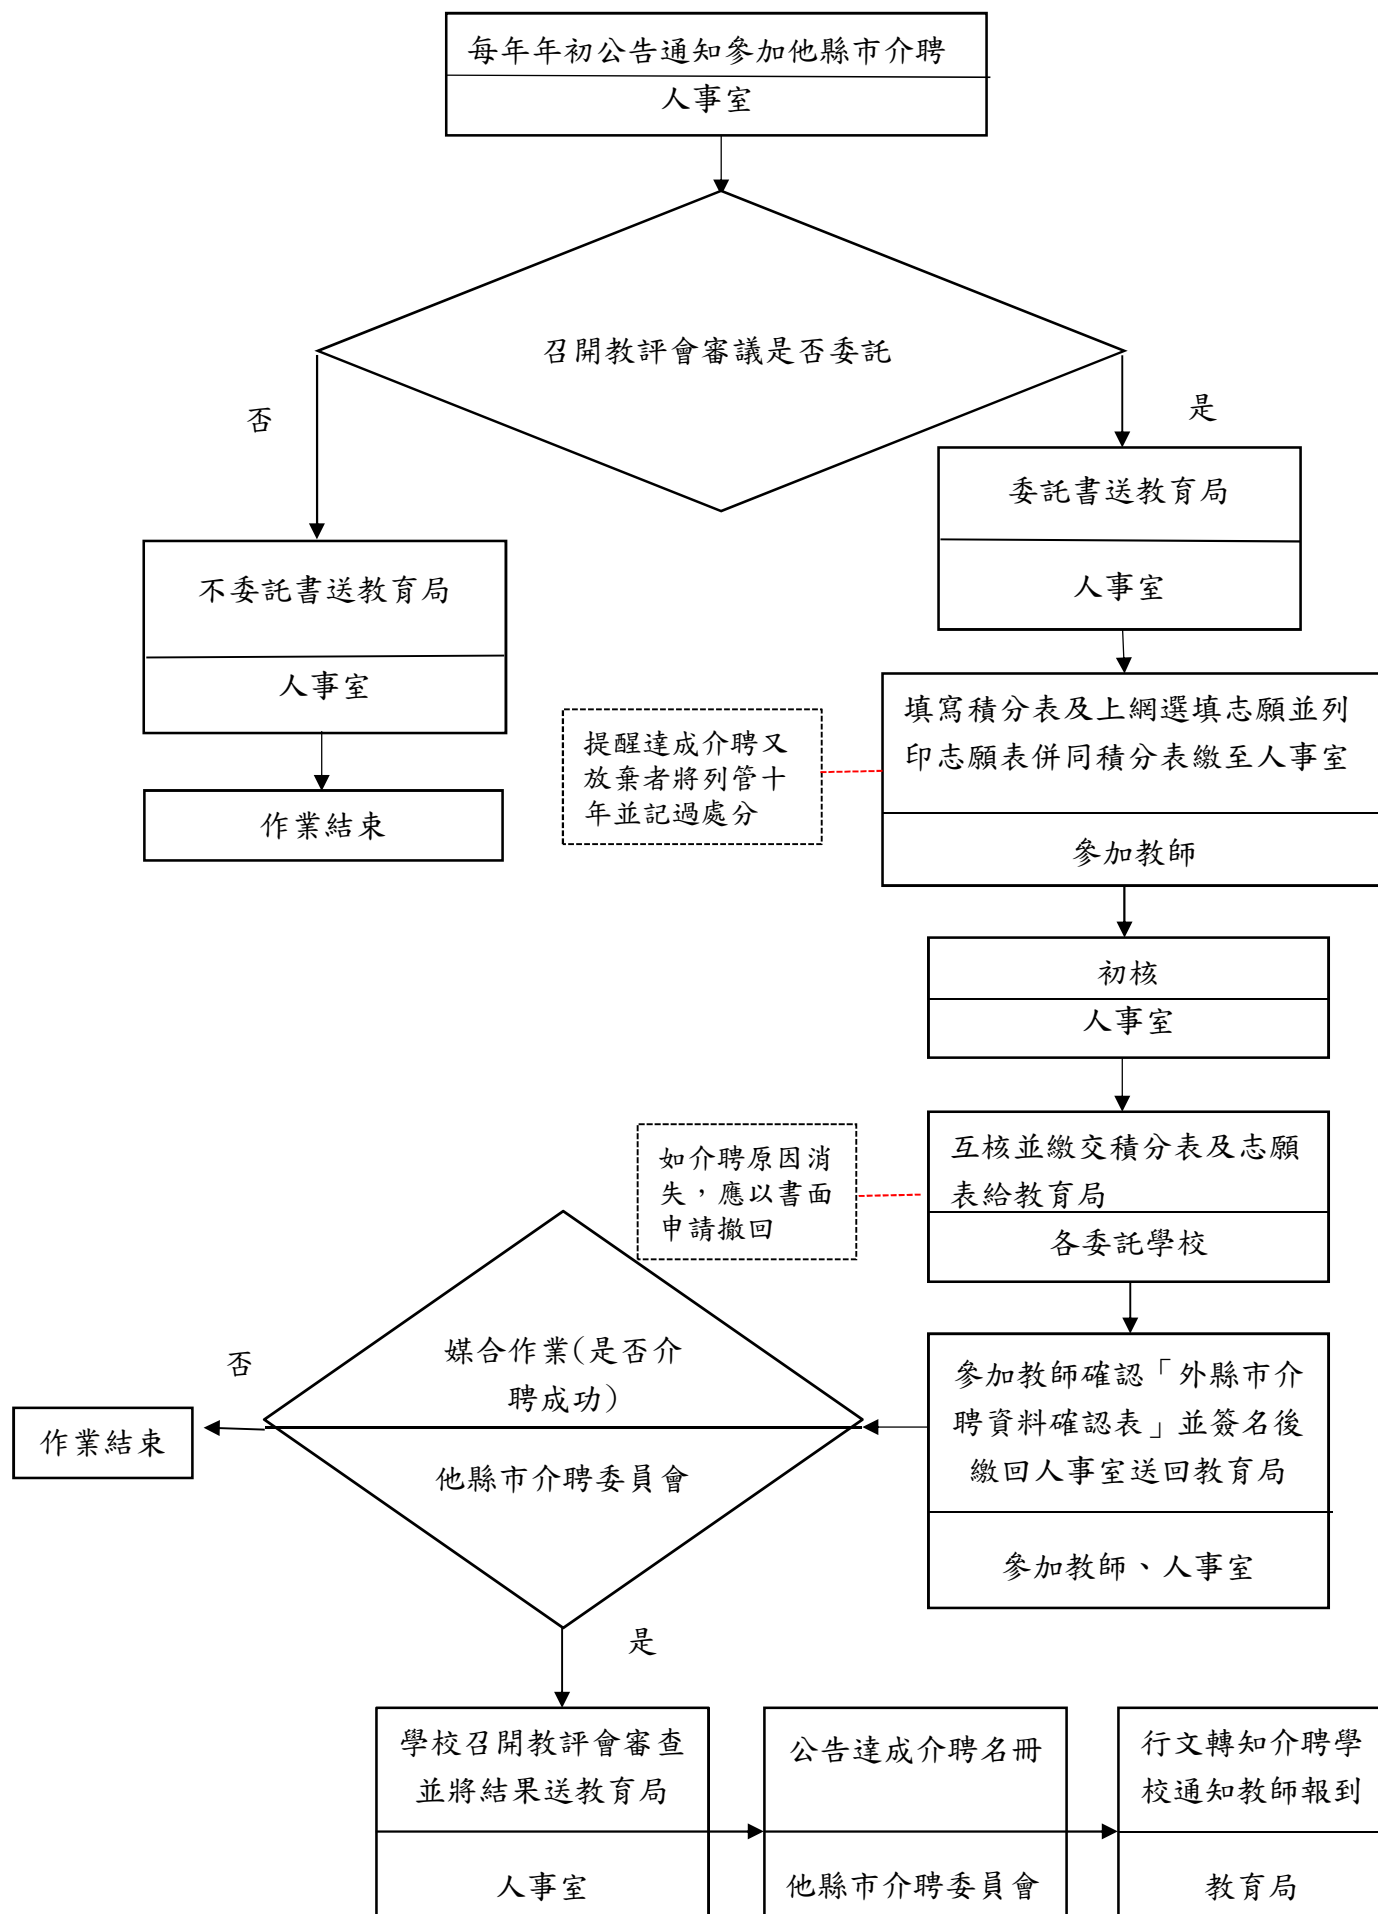 每年年初公告通知參加他縣市介聘
人事室
召開教評會審議是否委託
否
是
委託書送教育局
人事室
不委託書送教育局
人事室
作業結束
填寫積分表及上網選填志願並列
印志願表併同積分表繳至人事室
參加教師
提醒達成介聘又
放棄者將列管十
年並記過處分
初核
人事室
互核並繳交積分表及志願
表給教育局
各委託學校
如介聘原因消
失，應以書面
申請撤回
參加教師確認「外縣市介
聘資料確認表」並簽名後
繳回人事室送回教育局
參加教師、人事室
媒合作業(是否介
聘成功)
他縣市介聘委員會
否
作業結束
是
學校召開教評會審查
並將結果送教育局
人事室
公告達成介聘名冊
他縣市介聘委員會
行文轉知介聘學
校通知教師報到
教育局